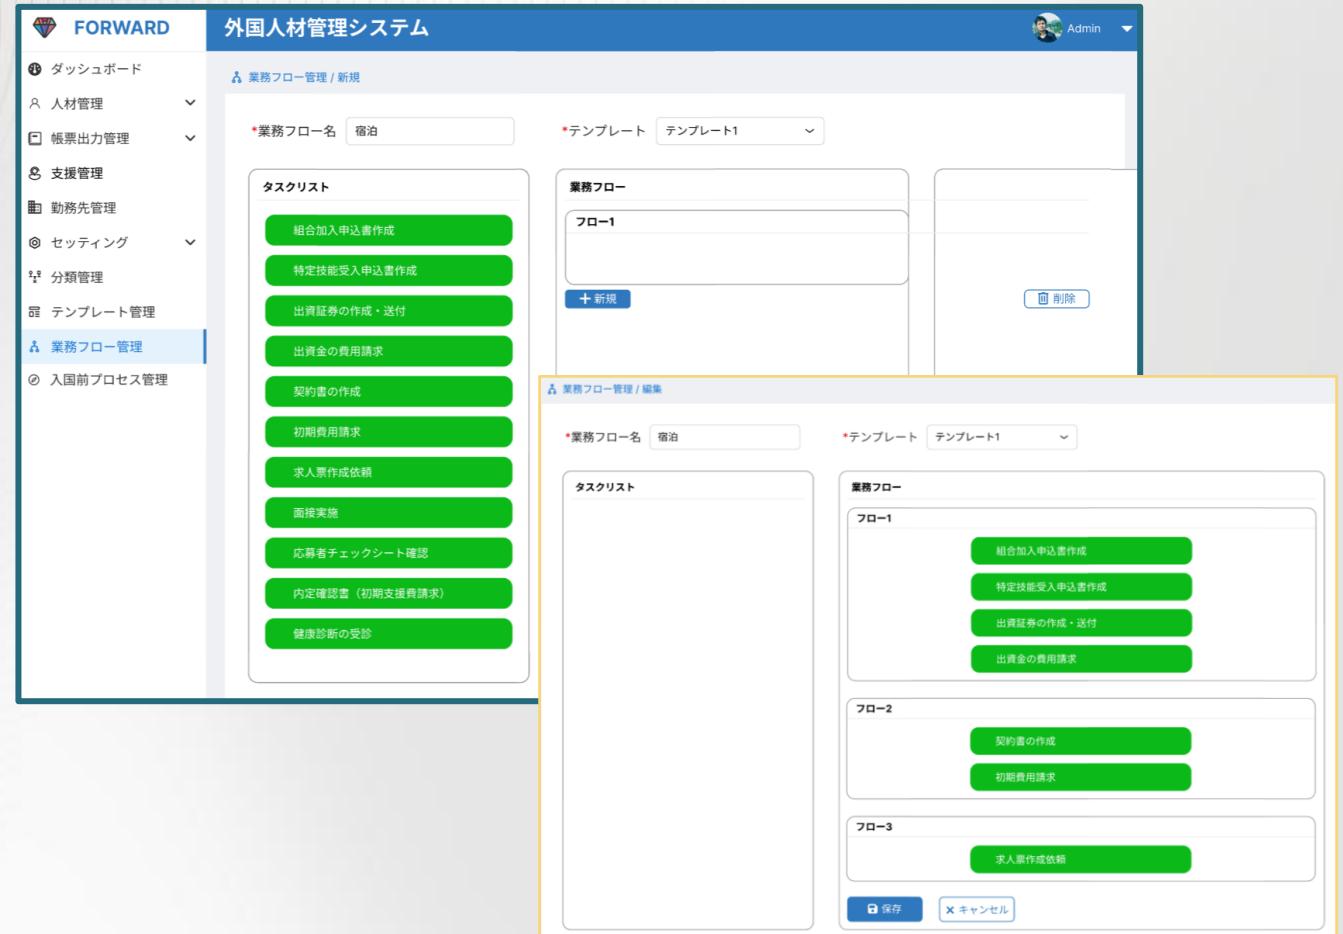 FORWARD
外国人材管理システム
Admin
ダッシュボード
人材管理
帳票出力管理
支援管理
勤務先管理
セッティング
分類管理
テンプレート管理
業務フロー管理
入国前プロセス管理
業務フロー管理 / 新規
*業務フロー名
宿泊
*テンプレート
テンプレート1
タスクリスト
組合加入申込書作成
特定技能受入申込書作成
出資証券の作成・送付
出資金の費用請求
契約書の作成
初期費用請求
求人票作成依頼
面接実施
応募者チェックシート確認
内定確認書（初期支援費請求）
健康診断の受診
業務フロー
フロー1
新規
削除
業務フロー管理 / 編集
*業務フロー名
宿泊
*テンプレート
テンプレート1
タスクリスト
業務フロー
フロー1
組合加入申込書作成
特定技能受入申込書作成
出資証券の作成・送付
出資金の費用請求
フロー2
契約書の作成
初期費用請求
フロー3
求人票作成依頼
保存
キャンセル